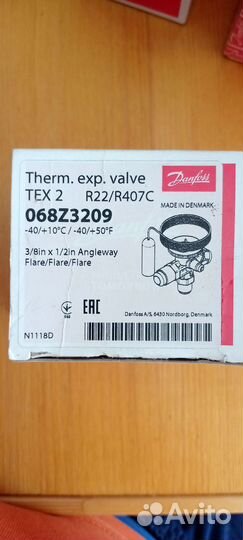 Therm. exp. valve
TEX 2 R22/R407C
068Z3209
-40/+10°C / -40/+50°F
3/8in x 1/2in Angleway
Flare/Flare/Flare
Danfoss
MADE IN DENMARK
EAC
N1118D
Danfoss A/S, 6430 Nordborg, Denmark
Avito